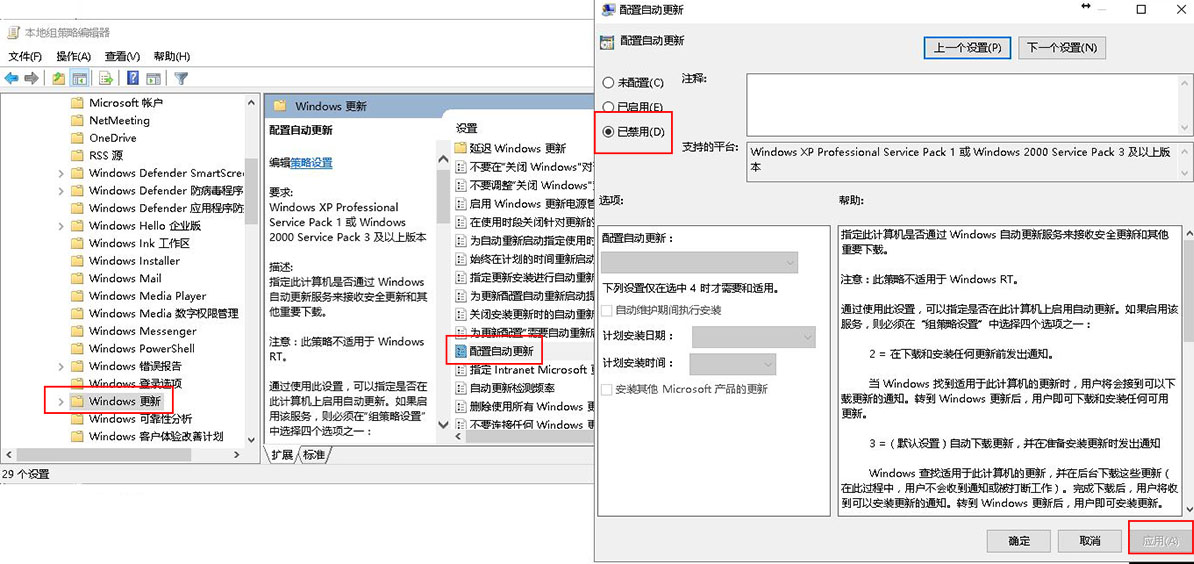 本地组策略编辑器
文件(F) 操作(A) 查看(V) 帮助(H)
Microsoft 帐户
NetMeeting
OneDrive
RSS 源
Windows Defender SmartScre
Windows Defender 防病毒程序
Windows Defender 应用程序防
Windows Hello 企业版
Windows Ink 工作区
Windows Installer
Windows Mail
Windows Media Player
Windows Media 数字权限管理
Windows Messenger
Windows PowerShell
Windows 错误报告
Windows 登录选项
Windows 更新
Windows 可靠性分析
Windows 客户体验改善计划
29 个设置
Windows 更新
配置自动更新
编辑策略设置
要求:
Windows XP Professional
Service Pack 1 或 Windows
2000 Service Pack 3 及以上版本
描述:
指定此计算机是否通过 Windows
自动更新服务来接收安全更新和其
他重要下载。
注意：此策略不适用于 Windows
RT。
通过使用此设置，可以指定是否在
此计算机上启用自动更新。如果启
用该服务，则必须在“组策略设置”
中选择四个选项之一：
设置
延迟 Windows 更新
不要在“关闭 Windows”对
不要调整“关闭 Windows”
启用 Windows 更新电源管
在使用时段关闭针对更新的
为自动重新启动指定使用时
始终在计划的时间重新启动
指定更新安装进行自动重新
为更新配置自动重新启动提
关闭安装更新时的自动重新
为更新配置“需要自动重新启
配置自动更新
指定 Intranet Microsoft
自动更新检测频率
删除使用所有 Windows 更
不要连接任何 Windows 更
扩展 标准
配置自动更新
配置自动更新
上一个设置(P)
下一个设置(N)
未配置(C)
已启用(E)
已禁用(D)
注释:
支持的平台:
Windows XP Professional Service Pack 1 或 Windows 2000 Service Pack 3 及以上版
本
选项:
帮助:
配置自动更新：
下列设置仅在选中 4 时才需要和适用。
自动维护期间执行安装
计划安装日期：
计划安装时间：
安装其他 Microsoft 产品的更新
指定此计算机是否通过 Windows 自动更新服务来接收安全更新和其他
重要下载。
注意：此策略不适用于 Windows RT。
通过使用此设置，可以指定是否在此计算机上启用自动更新。如果启用该
服务，则必须在“组策略设置”中选择四个选项之一：
2 = 在下载和安装任何更新前发出通知。
当 Windows 找到适用于此计算机的更新时，用户将会接到可以下
载更新的通知。转到 Windows 更新后，用户即可下载和安装任何可用
更新。
3 =（默认设置）自动下载更新，并在准备安装更新时发出通知
Windows 查找适用于此计算机的更新，并在后台下载这些更新（
在此过程中，用户不会收到通知或被打断工作）。完成下载后，用户将收
到可以安装更新的通知。转到 Windows 更新后，用户即可安装更新。
确定
取消
应用(A)